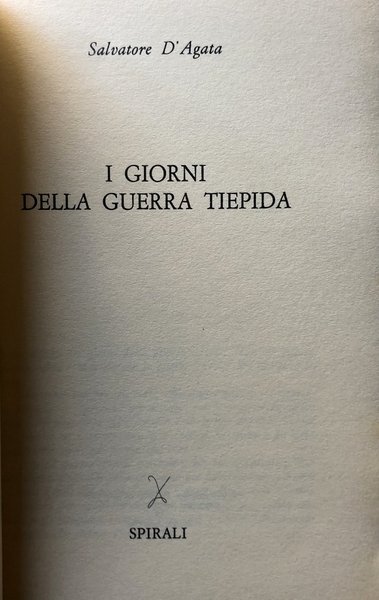 Salvatore D'Agata
I GIORNI
DELLA GUERRA TIEPIDA
SPIRALI